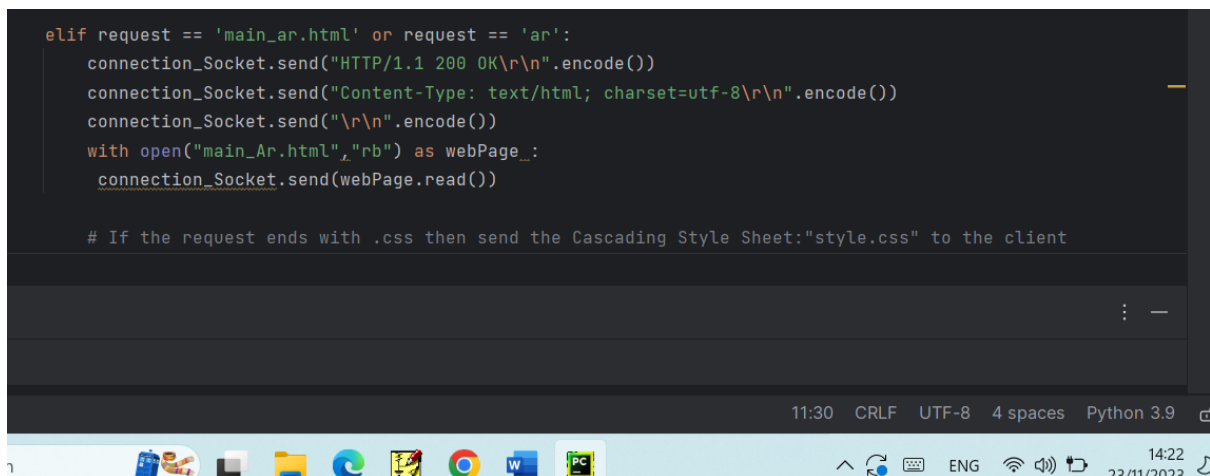 elif request == 'main_ar.html' or request == 'ar':
connection_Socket.send("HTTP/1.1 200 OK\r\n".encode())
connection_Socket.send("Content-Type: text/html; charset=utf-8\r\n".encode())
connection_Socket.send("\r\n".encode())
with open("main_Ar.html","rb") as webPage :
connection_Socket.send(webPage.read())
# If the request ends with .css then send the Cascading Style Sheet:"style.css" to the client
11:30 CRLF UTF-8 4 spaces Python 3.9
PC
W
ENG
14:22